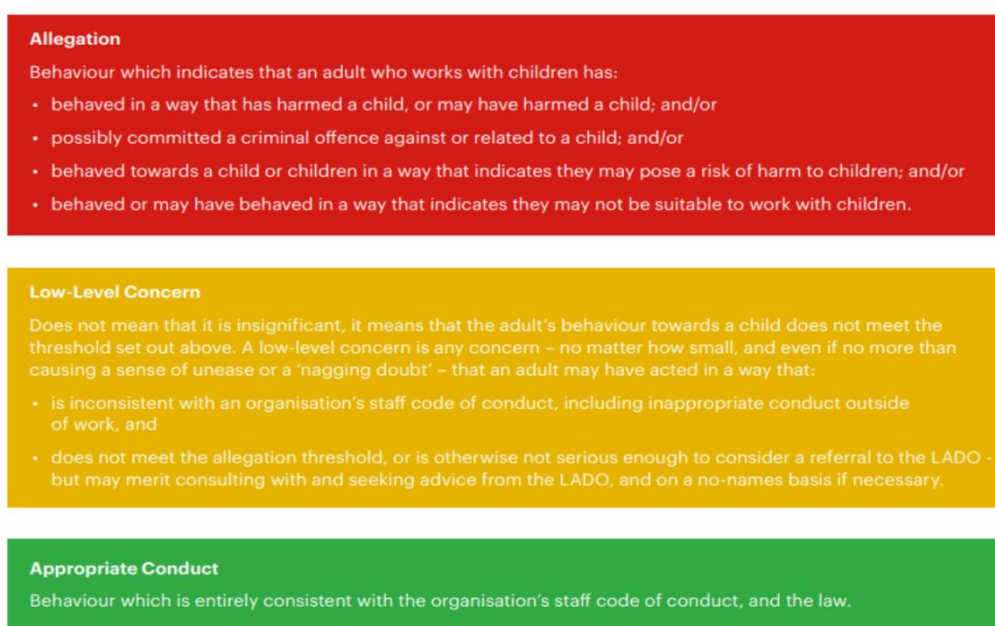 Allegation
Behaviour which indicates that an adult who works with children has:
• behaved in a way that has harmed a child, or may have harmed a child; and/or
• possibly committed a criminal offence against or related to a child; and/or
• behaved towards a child or children in a way that indicates they may pose a risk of harm to children; and/or
• behaved or may have behaved in a way that indicates they may not be suitable to work with children.
Low-Level Concern
Does not mean that it is insignificant, it means that the adult's behaviour towards a child does not meet the
threshold set out above. A low-level concern is any concern – no matter how small, and even if no more than
causing a sense of unease or a 'nagging doubt' – that an adult may have acted in a way that:
• is inconsistent with an organisation's staff code of conduct, including inappropriate conduct outside
of work, and
• does not meet the allegation threshold, or is otherwise not serious enough to consider a referral to the LADO -
but may merit consulting with and seeking advice from the LADO, and on a no-names basis if necessary.
Appropriate Conduct
Behaviour which is entirely consistent with the organisation's staff code of conduct, and the law.